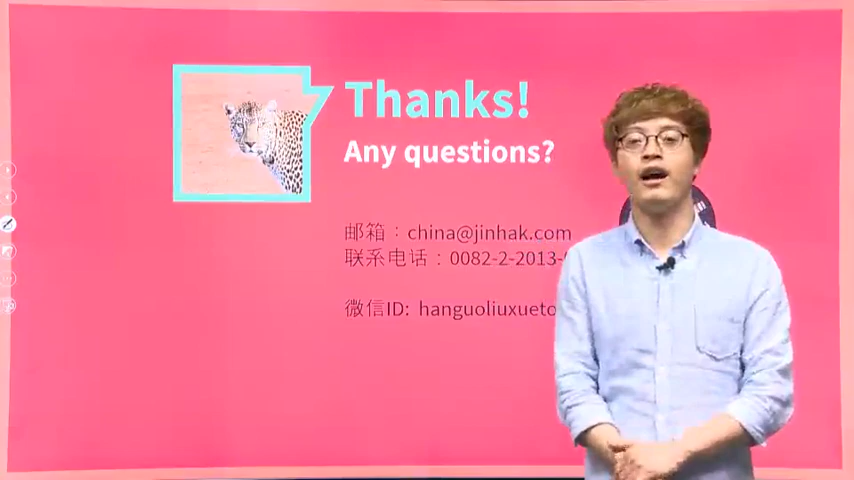 Thanks!
Any questions?
邮箱：china@jinhak.com
联系电话：0082-2-2013-
微信ID: hanguoliuxueto